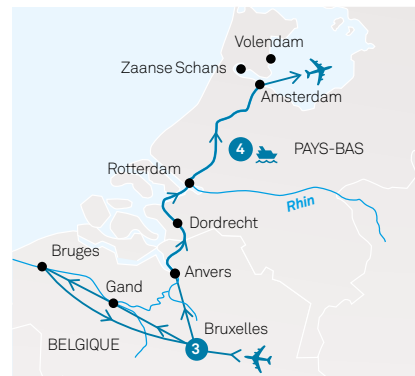 Volendam
Zaanse Schans
Amsterdam
4
PAYS-BAS
Rotterdam
Rhin
Dordrecht
Bruges
Anvers
Gand
Bruxelles
BELGIQUE
3